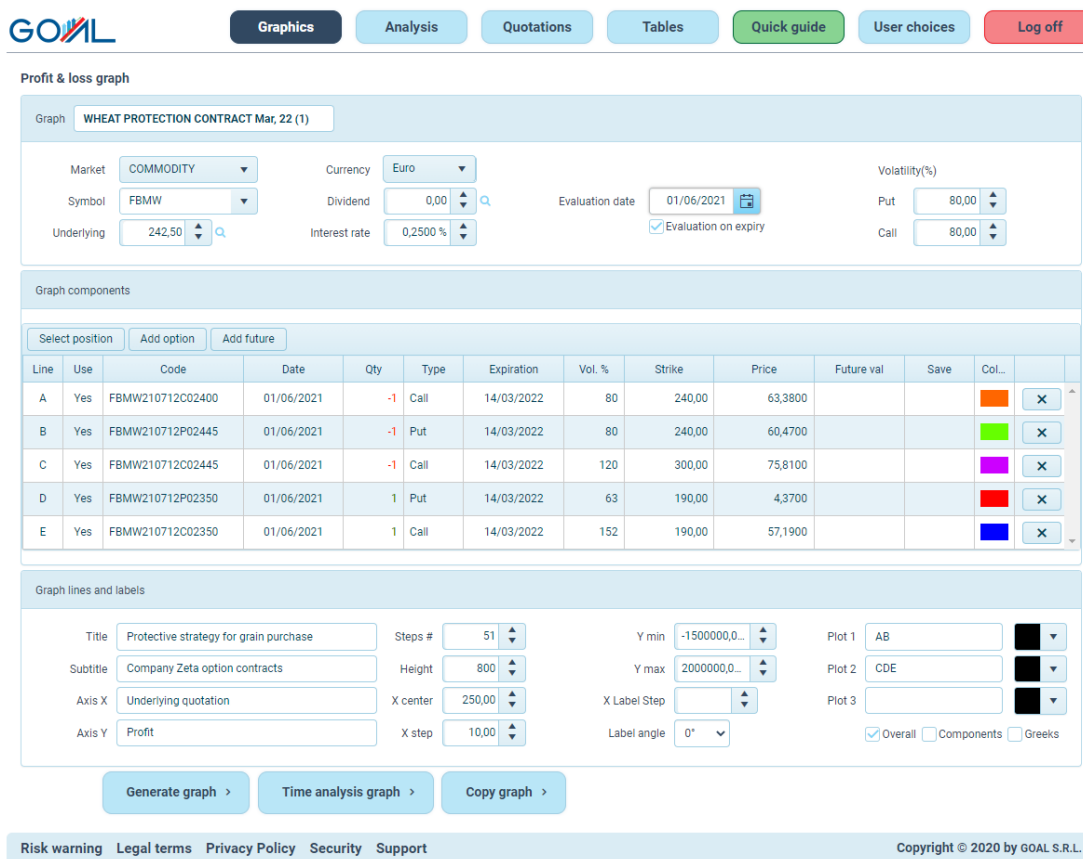 GOAL Graphics Analysis Quotations Tables Quick guide User choices Log off
Profit & loss graph
Graph WHEAT PROTECTION CONTRACT Mar, 22 (1)
Market COMMODITY Currency Euro Volatility(%)
Symbol FBMW Dividend 0,00 Evaluation date 01/06/2021 Put 80,00
Underlying 242,50 Interest rate 0,2500 % Evaluation on expiry Call 80,00
Graph components
Select position Add option Add future
Line Use Code Date Qty Type Expiration Vol. % Strike Price Future val Save Col...
A Yes FBMW210712C02400 01/06/2021 -1 Call 14/03/2022 80 240,00 63,3800
B Yes FBMW210712P02445 01/06/2021 -1 Put 14/03/2022 80 240,00 60,4700
C Yes FBMW210712C02445 01/06/2021 -1 Call 14/03/2022 120 300,00 75,8100
D Yes FBMW210712P02350 01/06/2021 1 Put 14/03/2022 63 190,00 4,3700
E Yes FBMW210712C02350 01/06/2021 1 Call 14/03/2022 152 190,00 57,1900
Graph lines and labels
Title Protective strategy for grain purchase Steps # 51 Y min -1500000,0... Plot 1 AB
Subtitle Company Zeta option contracts Height 800 Y max 2000000,0... Plot 2 CDE
Axis X Underlying quotation X center 250,00 X Label Step Plot 3
Axis Y Profit X step 10,00 Label angle 0° Overall Components Greeks
Generate graph › Time analysis graph › Copy graph ›
Risk warning Legal terms Privacy Policy Security Support Copyright © 2020 by GOAL S.R.L.